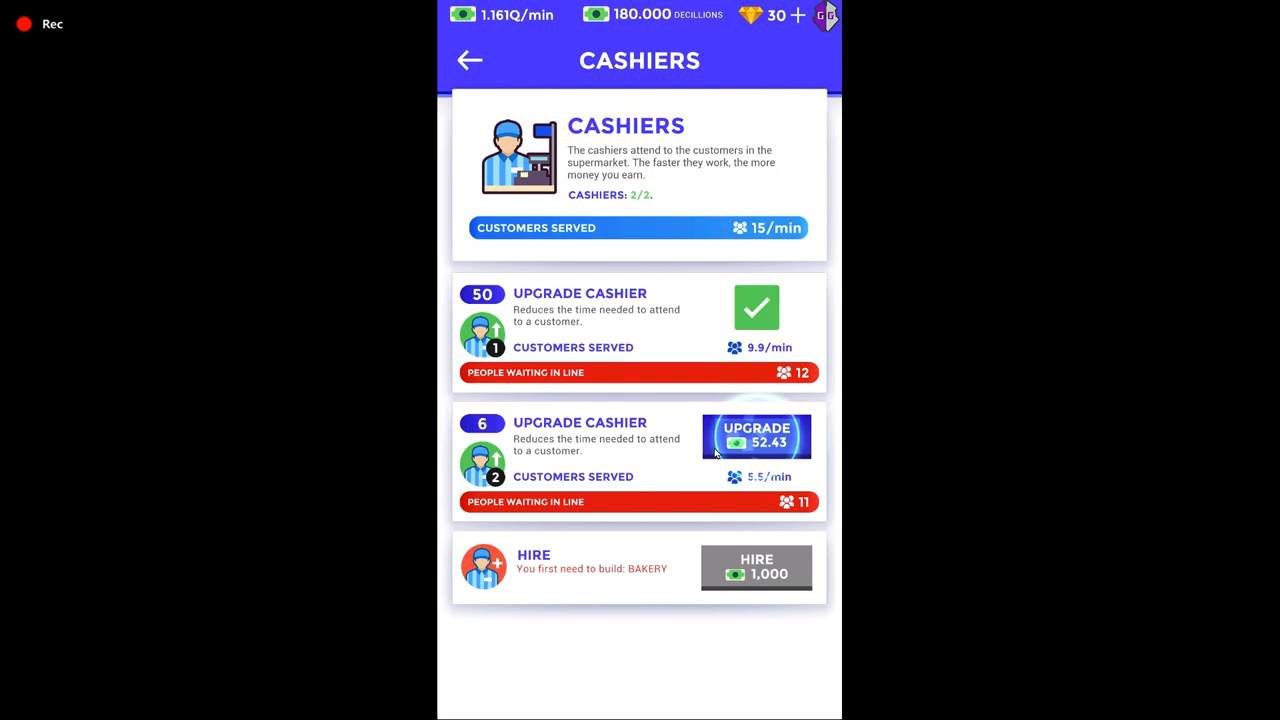 Rec
1.161Q/min 180.000 DECILLIONS 30 +
GG
CASHIERS
CASHIERS
The cashiers attend to the customers in the
supermarket. The faster they work, the more
money you earn.
CASHIERS: 2/2.
CUSTOMERS SERVED 15/min
50 UPGRADE CASHIER
Reduces the time needed to attend
to a customer.
1 CUSTOMERS SERVED 9.9/min
PEOPLE WAITING IN LINE 12
6 UPGRADE CASHIER
UPGRADE
52.43
Reduces the time needed to attend
to a customer.
2 CUSTOMERS SERVED 5.5/min
PEOPLE WAITING IN LINE 11
HIRE
You first need to build: BAKERY
HIRE
1,000